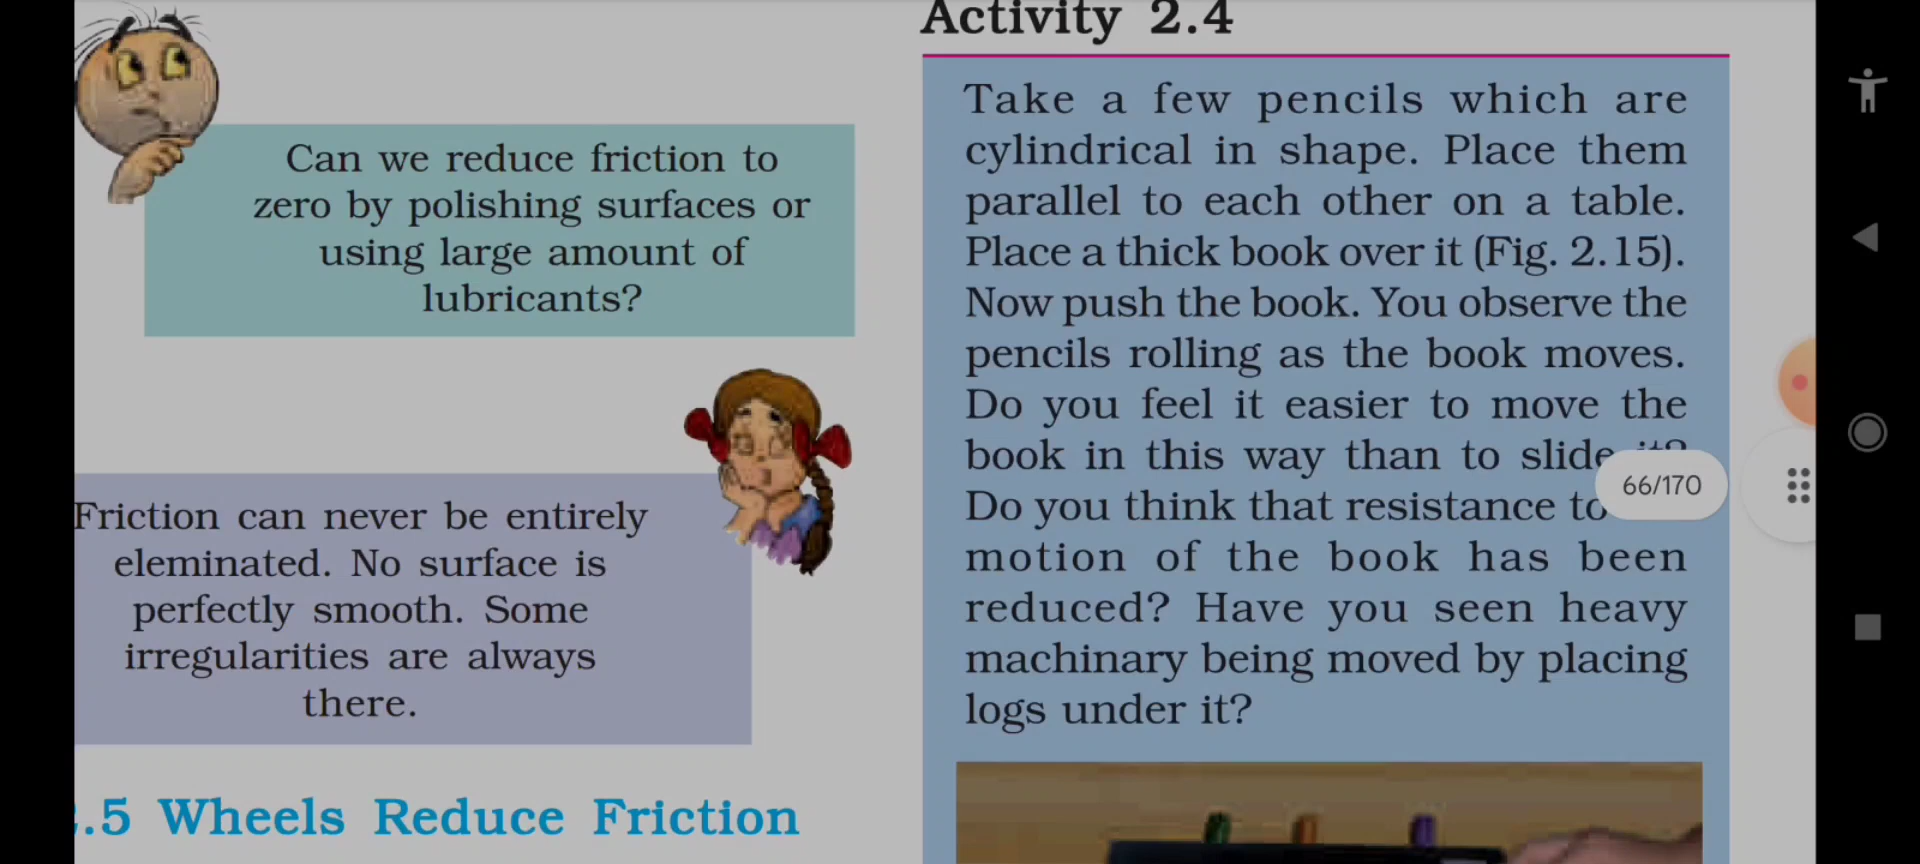 Can we reduce friction to
zero by polishing surfaces or
using large amount of
lubricants?
Friction can never be entirely
eleminated. No surface is
perfectly smooth. Some
irregularities are always
there.
.5 Wheels Reduce Friction
Activity 2.4
Take a few pencils which are
cylindrical in shape. Place them
parallel to each other on a table.
Place a thick book over it (Fig. 2.15).
Now push the book. You observe the
pencils rolling as the book moves.
Do you feel it easier to move the
book in this way than to slide it?
Do you think that resistance to
motion of the book has been
reduced? Have you seen heavy
machinary being moved by placing
logs under it?
66/170